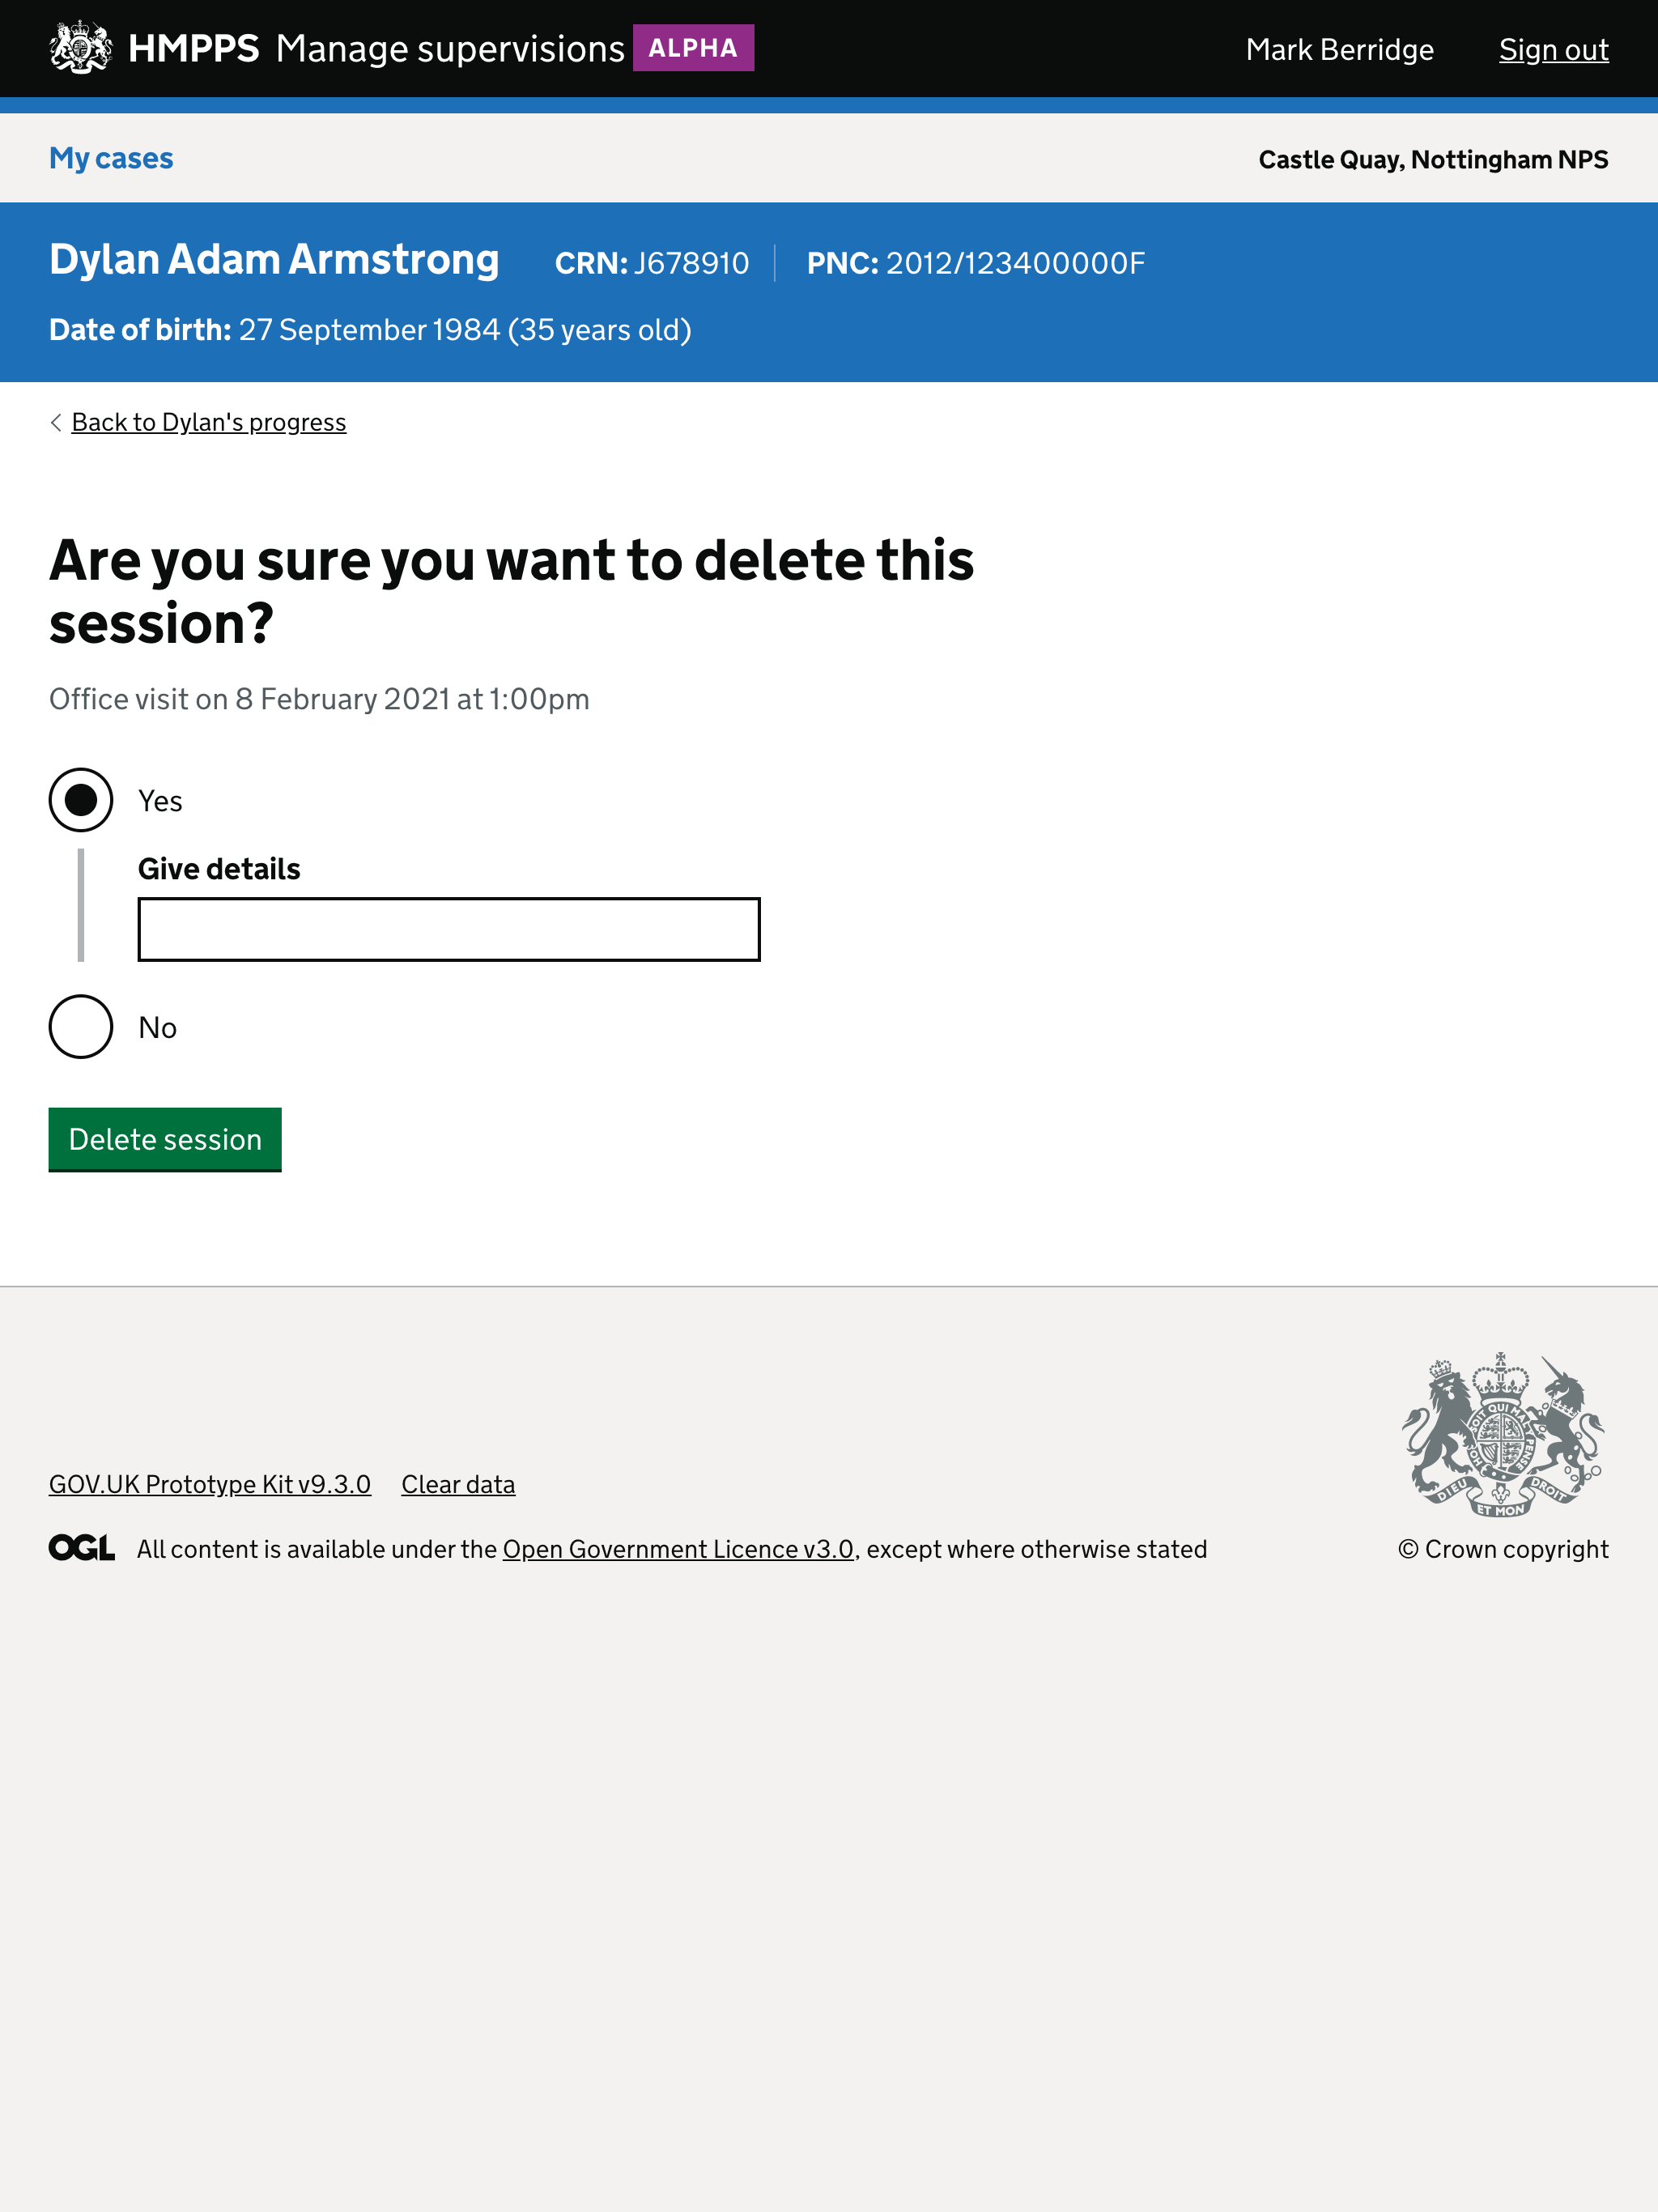 HMPPS Manage supervisions ALPHA
Mark Berridge
Sign out
My cases
Castle Quay, Nottingham NPS
Dylan Adam Armstrong
CRN: J678910
PNC: 2012/123400000F
Date of birth: 27 September 1984 (35 years old)
Back to Dylan's progress
Are you sure you want to delete this
session?
Office visit on 8 February 2021 at 1:00pm
Yes
Give details
No
Delete session
GOV.UK Prototype Kit v9.3.0
Clear data
DIEU ET MON DROIT
OGL
All content is available under the Open Government Licence v3.0, except where otherwise stated
© Crown copyright